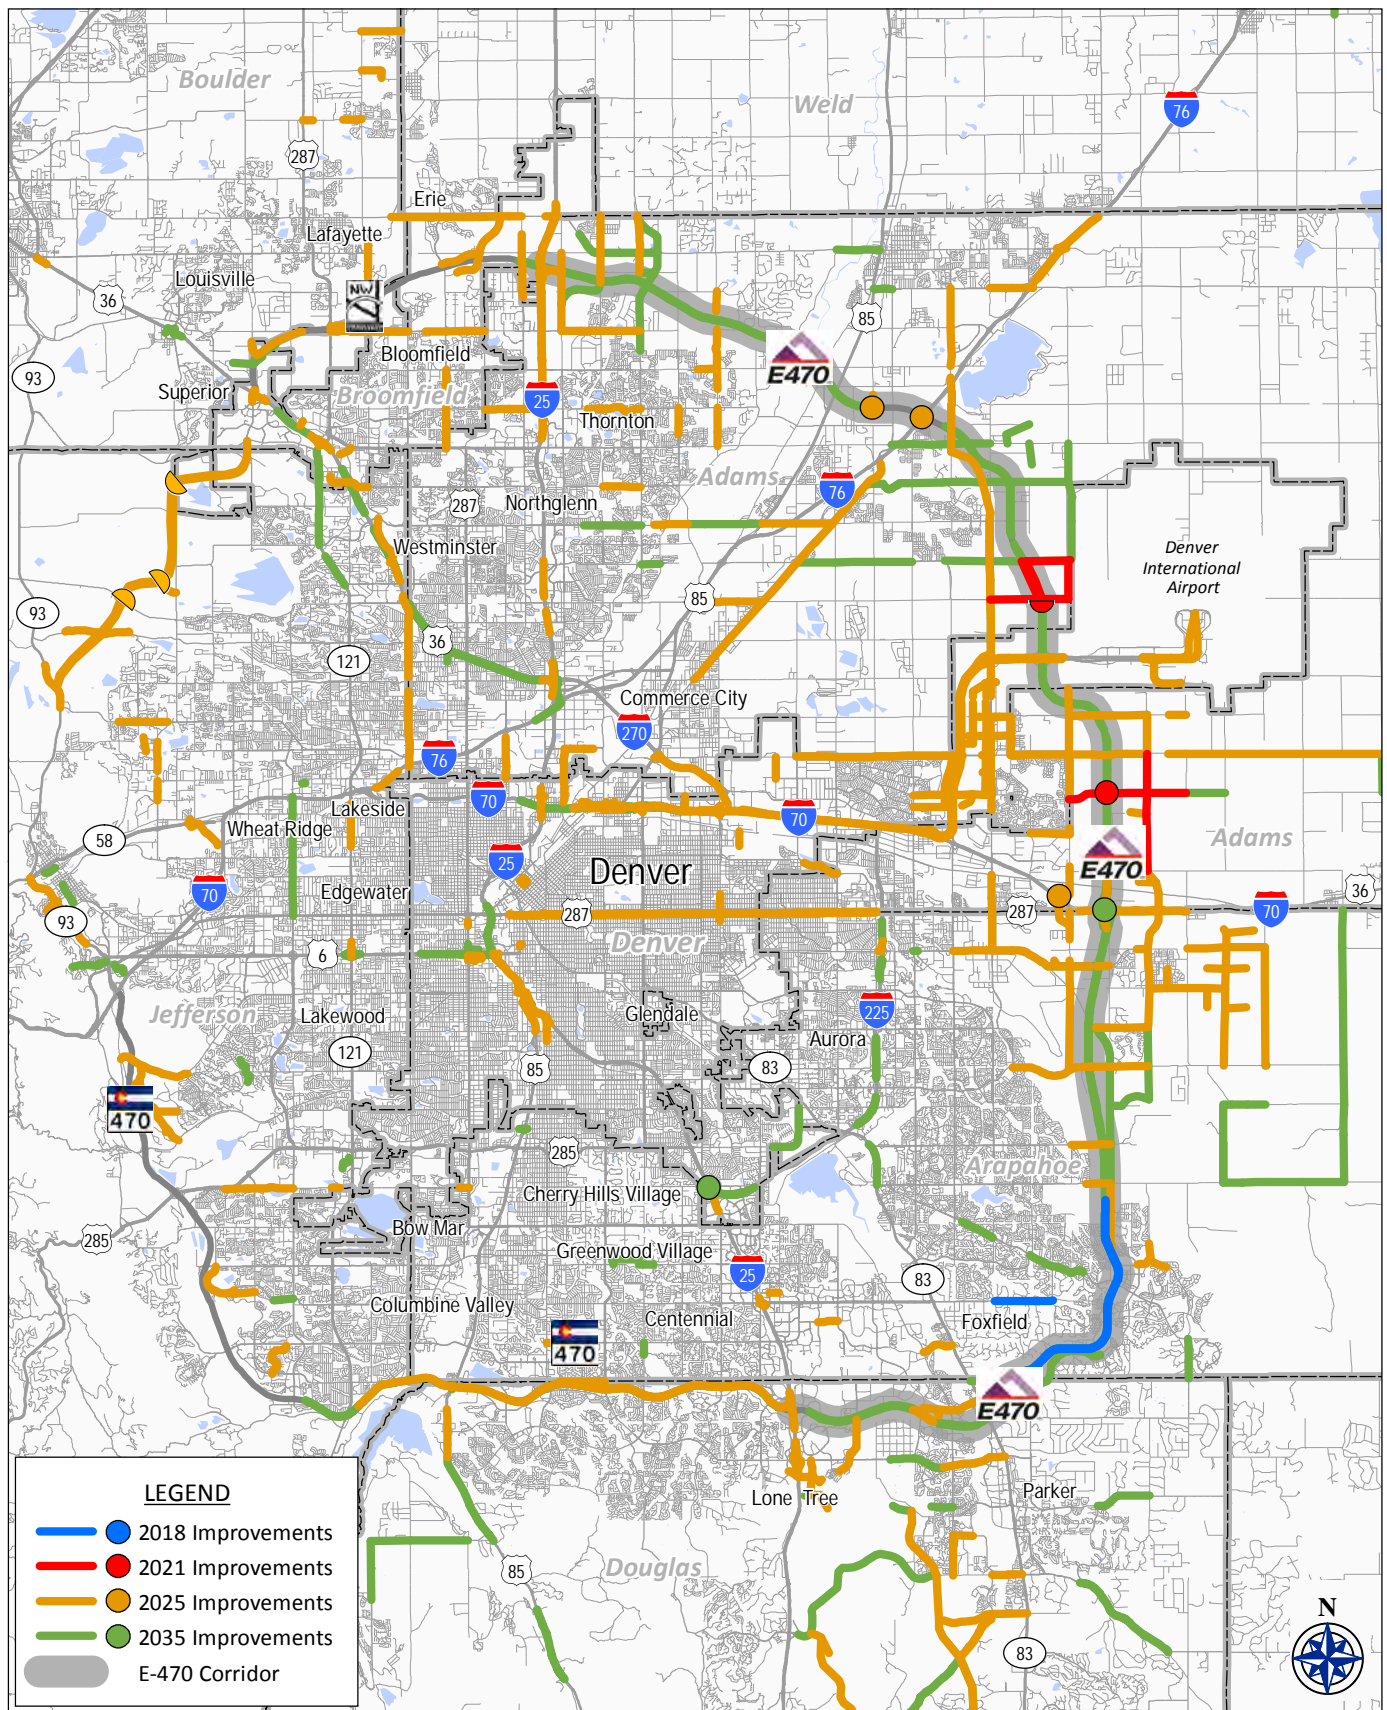 Boulder
Weld
76
287
Erie
Lafayette
Louisville
36
NW
PARKWAY
85
E470
93
Bloomfield
Superior
Broomfield
25
Thornton
Adams
76
287
Northglenn
Westminster
Denver
International
Airport
93
85
36
121
Commerce City
270
76
70
Lakeside
70
58
Wheat Ridge
25
Denver
Adams
E470
70
Edgewater
36
93
287
287
70
6
Denver
Jefferson
Lakewood
Glendale
225
Aurora
121
85
83
470
285
Arapahoe
Cherry Hills Village
285
Bow Mar
Greenwood Village
25
83
Columbine Valley
Centennial
Foxfield
470
E470
LEGEND
2018 Improvements
2021 Improvements
2025 Improvements
2035 Improvements
E-470 Corridor
Lone Tree
Parker
85
Douglas
83
N